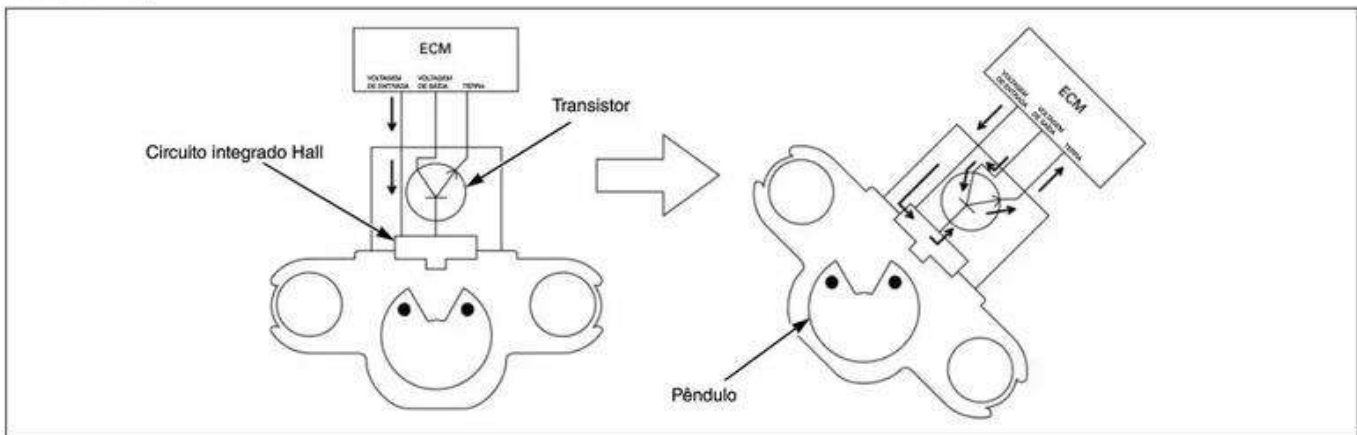 ECM
VOLTAGEM
DE ENTRADA
VOLTAGEM
DE SAÍDA
TERRA
Transistor
Circuito integrado Hall
ECM
VOLTAGEM
DE ENTRADA
VOLTAGEM
DE SAÍDA
TERRA
Pêndulo